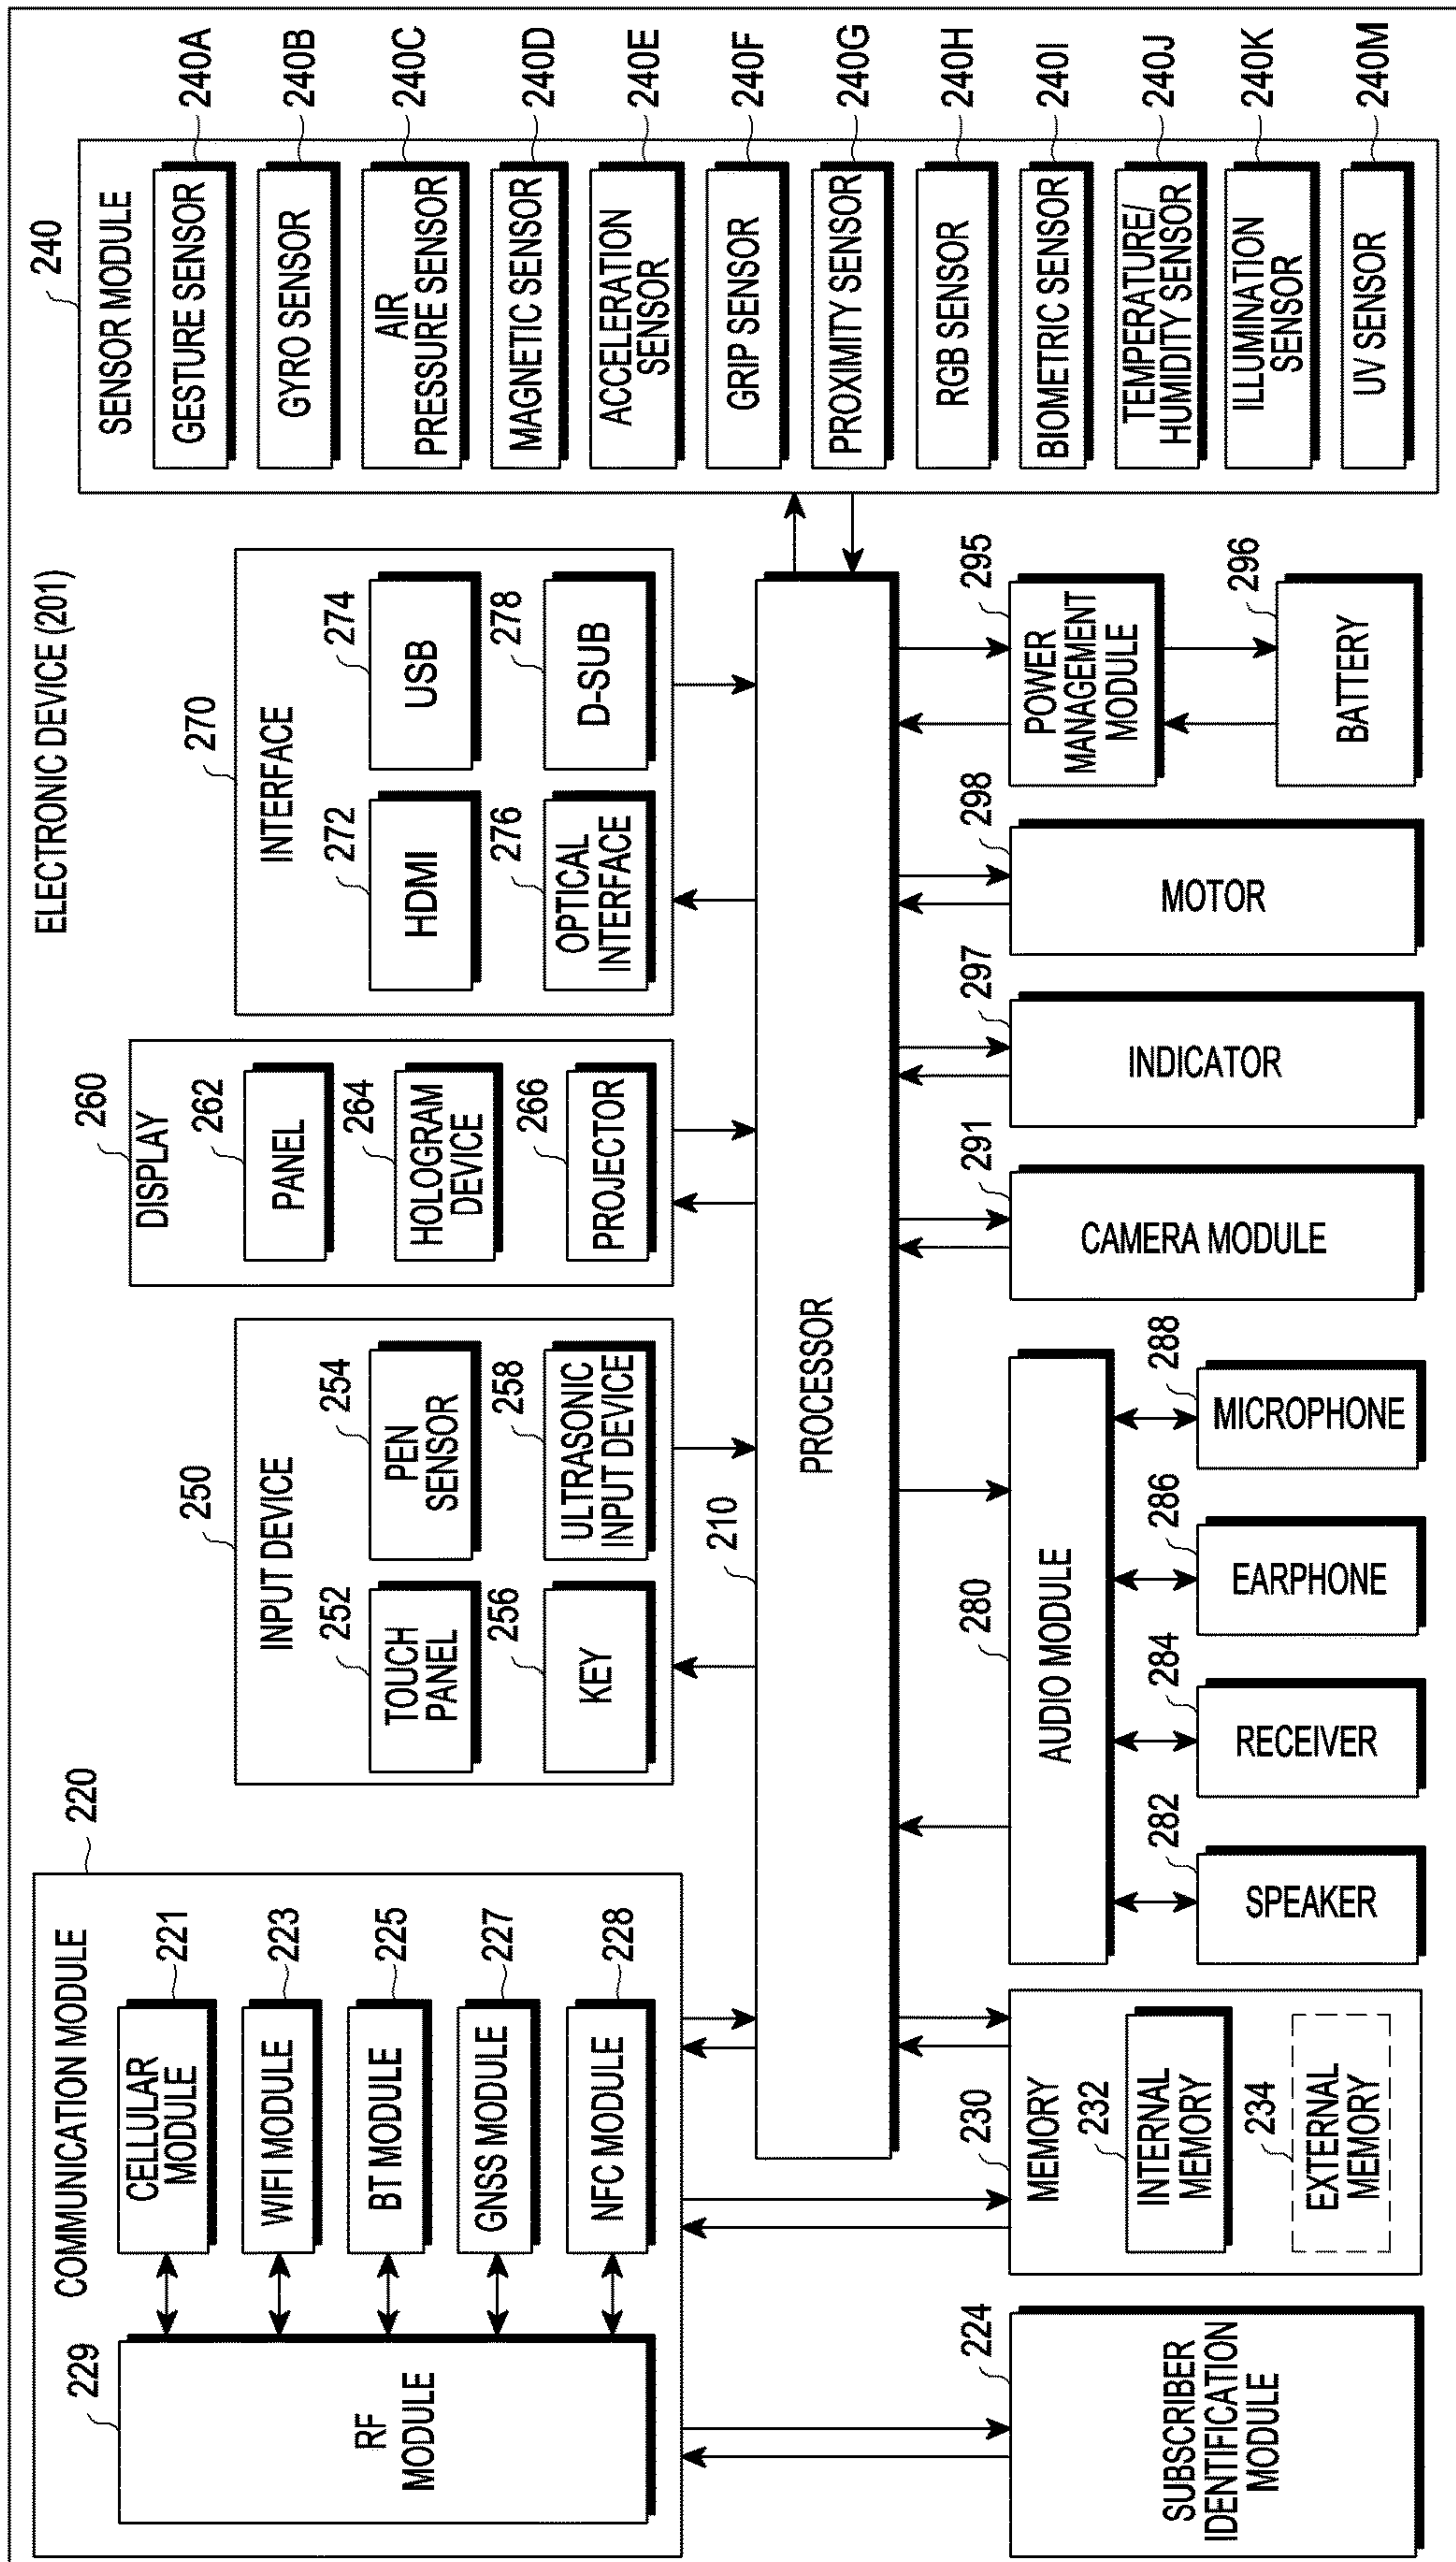 ELECTRONIC DEVICE (201)
220
COMMUNICATION MODULE
229
RF
MODULE
CELLULAR
MODULE
221
WIFI MODULE
223
BT MODULE
225
GNSS MODULE
227
NFC MODULE
228
250
INPUT DEVICE
252
TOUCH
PANEL
254
PEN
SENSOR
256
KEY
258
ULTRASONIC
INPUT DEVICE
260
DISPLAY
262
PANEL
264
HOLOGRAM
DEVICE
266
PROJECTOR
270
INTERFACE
272
HDMI
274
USB
276
OPTICAL
INTERFACE
278
D-SUB
240
SENSOR MODULE
GESTURE SENSOR
240A
GYRO SENSOR
240B
AIR
PRESSURE SENSOR
240C
MAGNETIC SENSOR
240D
ACCELERATION
SENSOR
240E
GRIP SENSOR
240F
PROXIMITY SENSOR
240G
RGB SENSOR
240H
BIOMETRIC SENSOR
240I
TEMPERATURE/
HUMIDITY SENSOR
240J
ILLUMINATION
SENSOR
240K
UV SENSOR
240M
210
PROCESSOR
224
SUBSCRIBER
IDENTIFICATION
MODULE
230
MEMORY
232
INTERNAL
MEMORY
234
EXTERNAL
MEMORY
280
AUDIO MODULE
282
SPEAKER
284
RECEIVER
286
EARPHONE
288
MICROPHONE
291
CAMERA MODULE
297
INDICATOR
298
MOTOR
295
POWER
MANAGEMENT
MODULE
296
BATTERY